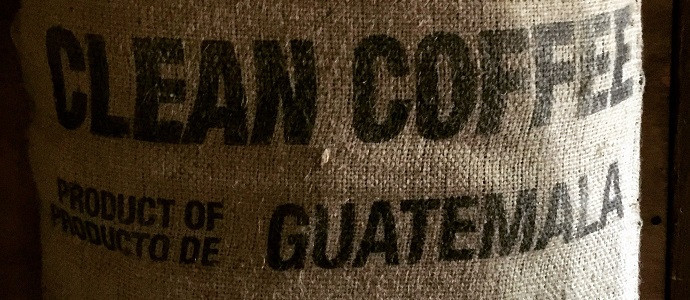 CLEAN COFFEE
PRODUCT OF
PRODUCTO DE
GUATEMALA